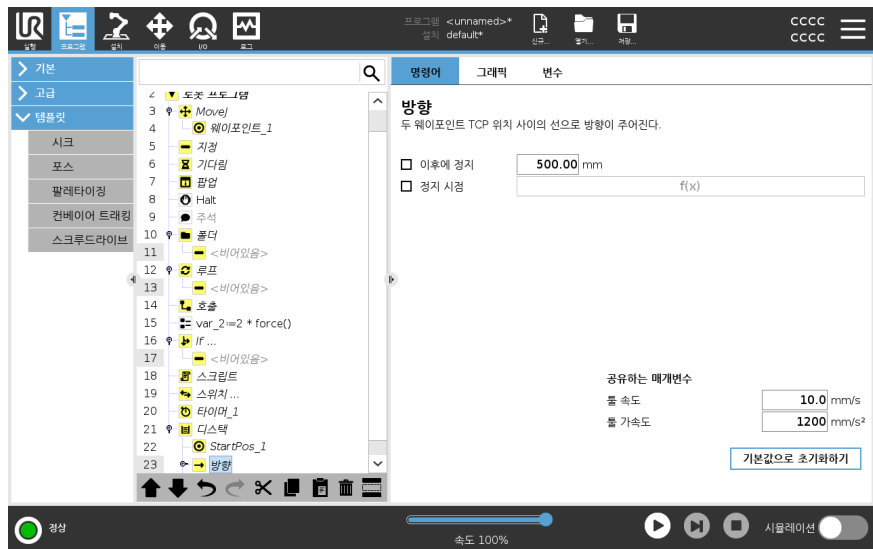 UR
프로그램 <unnamed>*
설치 default*
실행 프로그램 설치 이동 I/O 로그
신규... 열기... 저장...
CCCC
CCCC
기본
고급
템플릿
시크
포스
팔레타이징
컨베이어 트래킹
스크루드라이브
2 로봇 프로그램
3 MoveJ
4 웨이포인트_1
5 지정
6 기다림
7 팝업
8 Halt
9 주석
10 폴더
11 <비어있음>
12 루프
13 <비어있음>
14 호출
15 var_2≔2 * force()
16 If ...
17 <비어있음>
18 스크립트
19 스위치 ...
20 타이머_1
21 디스택
22 StartPos_1
23 방향
명령어 그래픽 변수
방향
두 웨이포인트 TCP 위치 사이의 선으로 방향이 주어진다.
이후에 정지 500.00 mm
정지 시점 f(x)
공유하는 매개변수
툴 속도 10.0 mm/s
툴 가속도 1200 mm/s²
기본값으로 초기화하기
정상
속도 100%
시뮬레이션